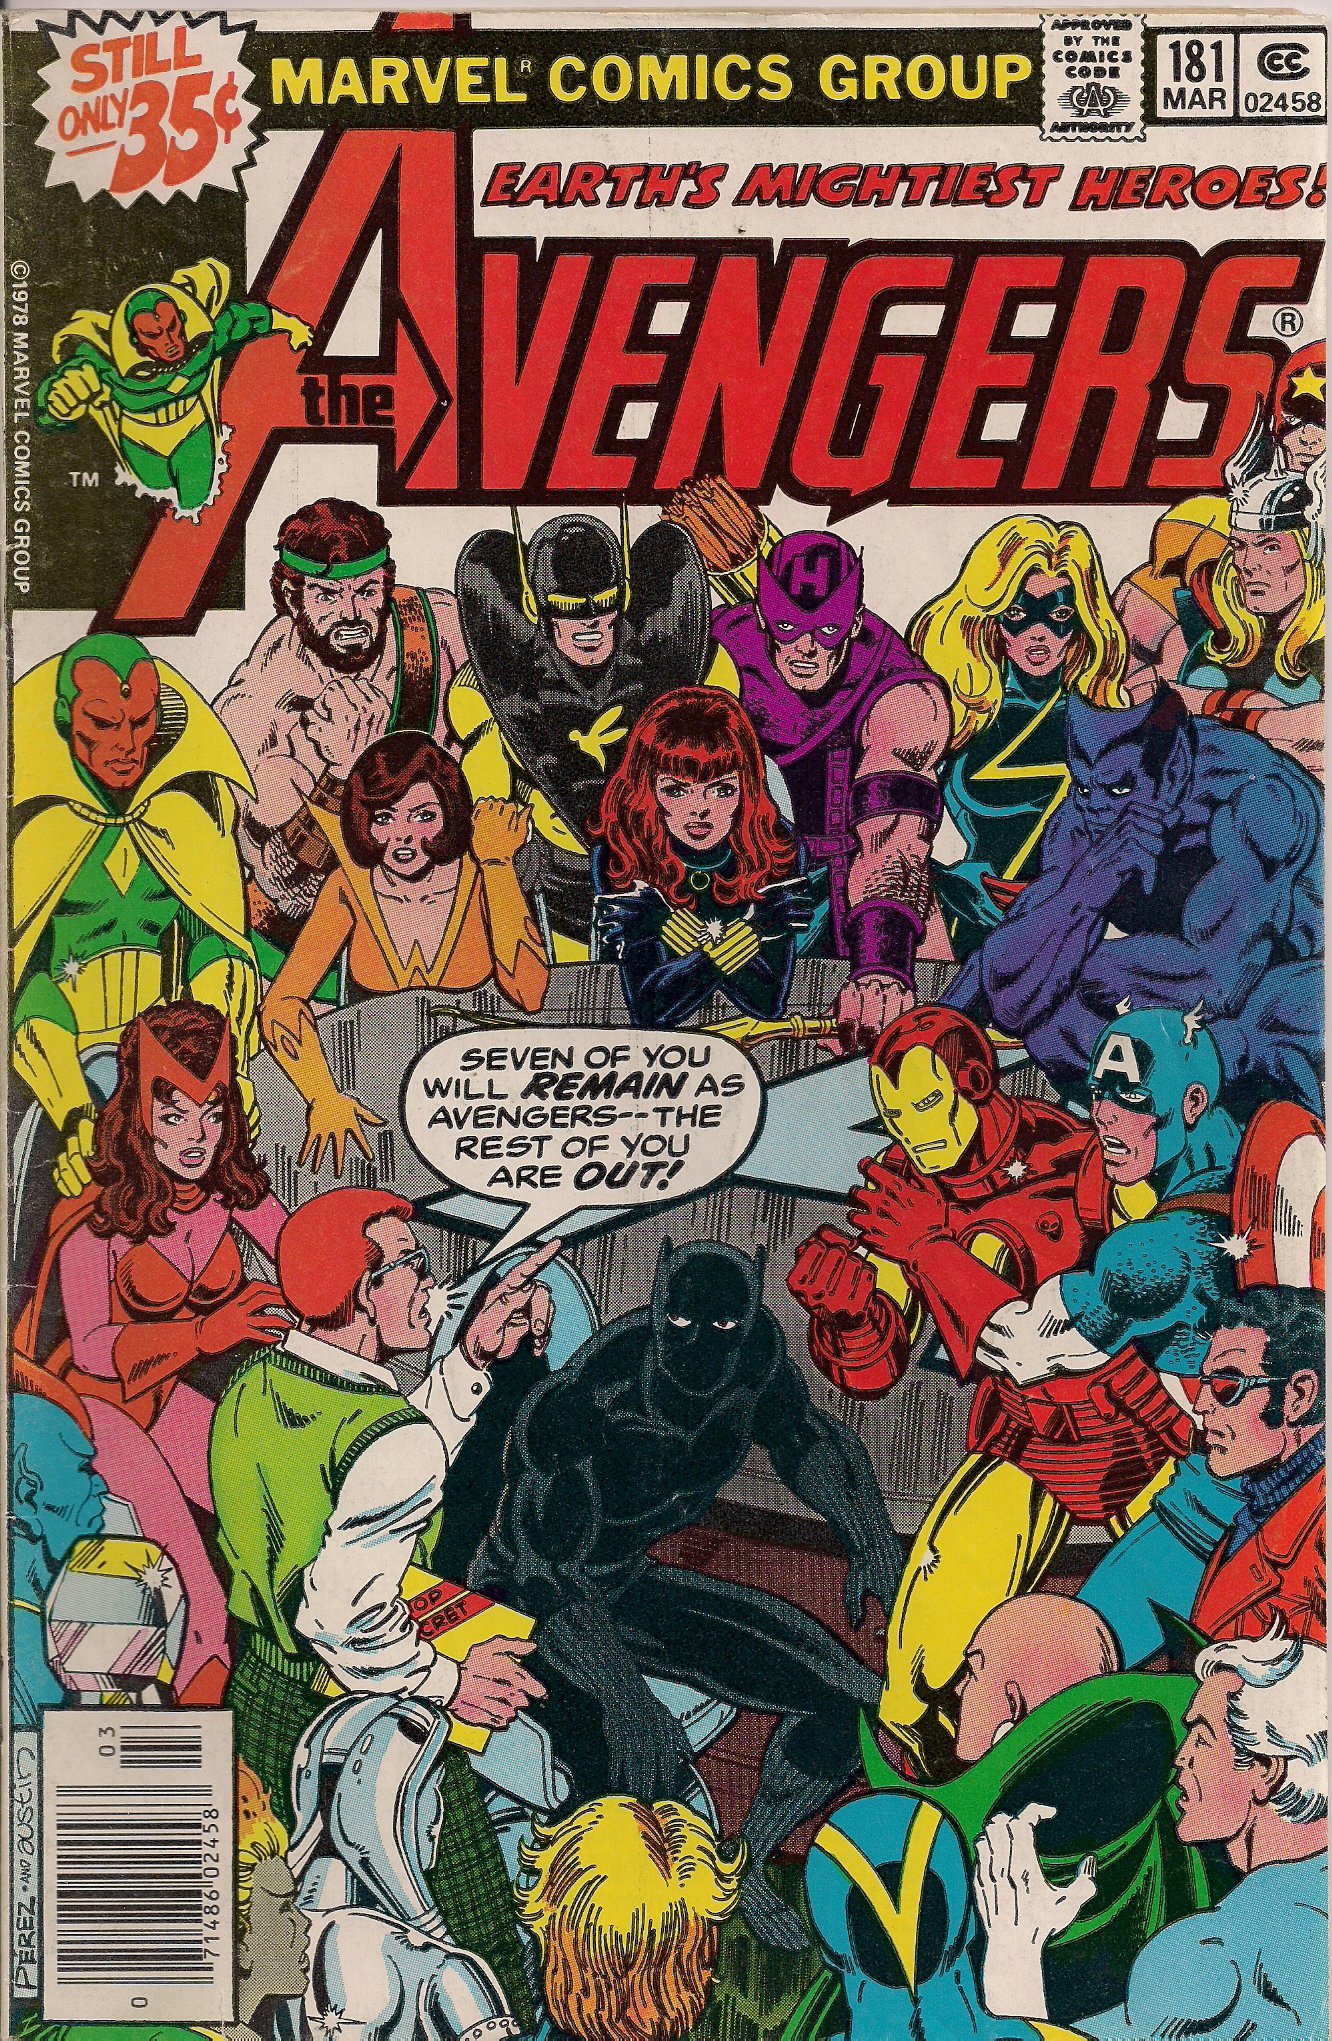 STILL
ONLY 35¢
MARVEL® COMICS GROUP
APPROVED
BY THE
COMICS
CODE
AUTHORITY
181
MAR
CC
02458
EARTH'S MIGHTIEST HEROES!
the AVENGERS®
©1978 MARVEL COMICS GROUP
TM
H
SEVEN OF YOU
WILL REMAIN AS
AVENGERS--THE
REST OF YOU
ARE OUT!
A
OP
CRET
03
71486 02458
0
PEREZ AND austin